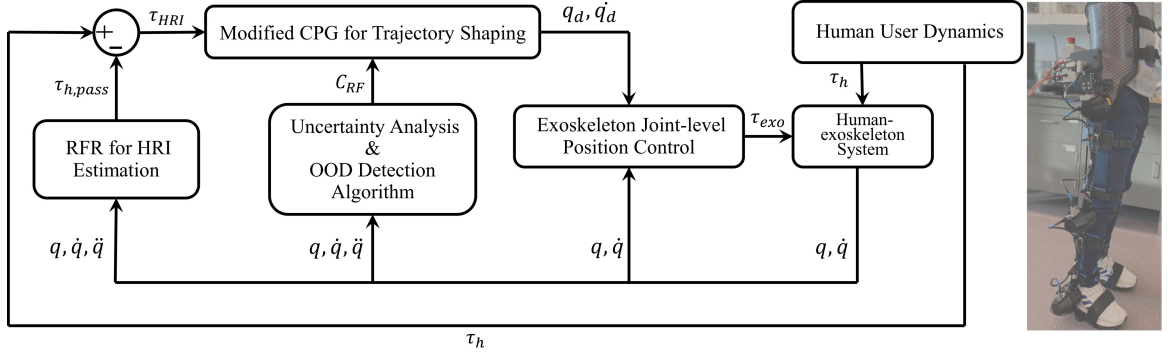 τ_HRI
Modified CPG for Trajectory Shaping
q_d, q̇_d
Human User Dynamics
+
−
τ_h,pass
C_RF
τ_h
RFR for HRI
Estimation
Uncertainty Analysis
&
OOD Detection
Algorithm
Exoskeleton Joint-level
Position Control
τ_exo
Human-
exoskeleton
System
q, q̇, q̈
q, q̇, q̈
q, q̇
q, q̇
τ_h